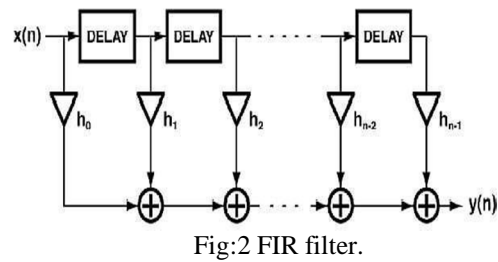 x(n) DELAY DELAY DELAY
h₀ h₁ h₂ hₙ₋₂ hₙ₋₁
y(n)
Fig:2 FIR filter.